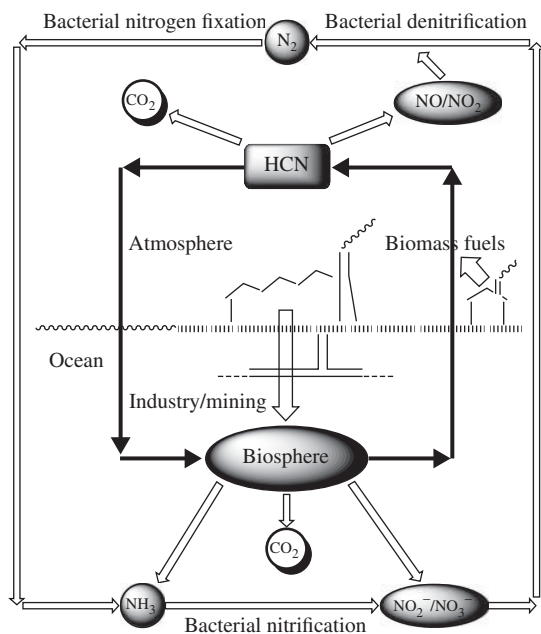 Bacterial nitrogen fixation
N₂
Bacterial denitrification
CO₂
NO/NO₂
HCN
Atmosphere
Biomass fuels
Ocean
Industry/mining
Biosphere
CO₂
NH₃
NO₂⁻/NO₃⁻
Bacterial nitrification